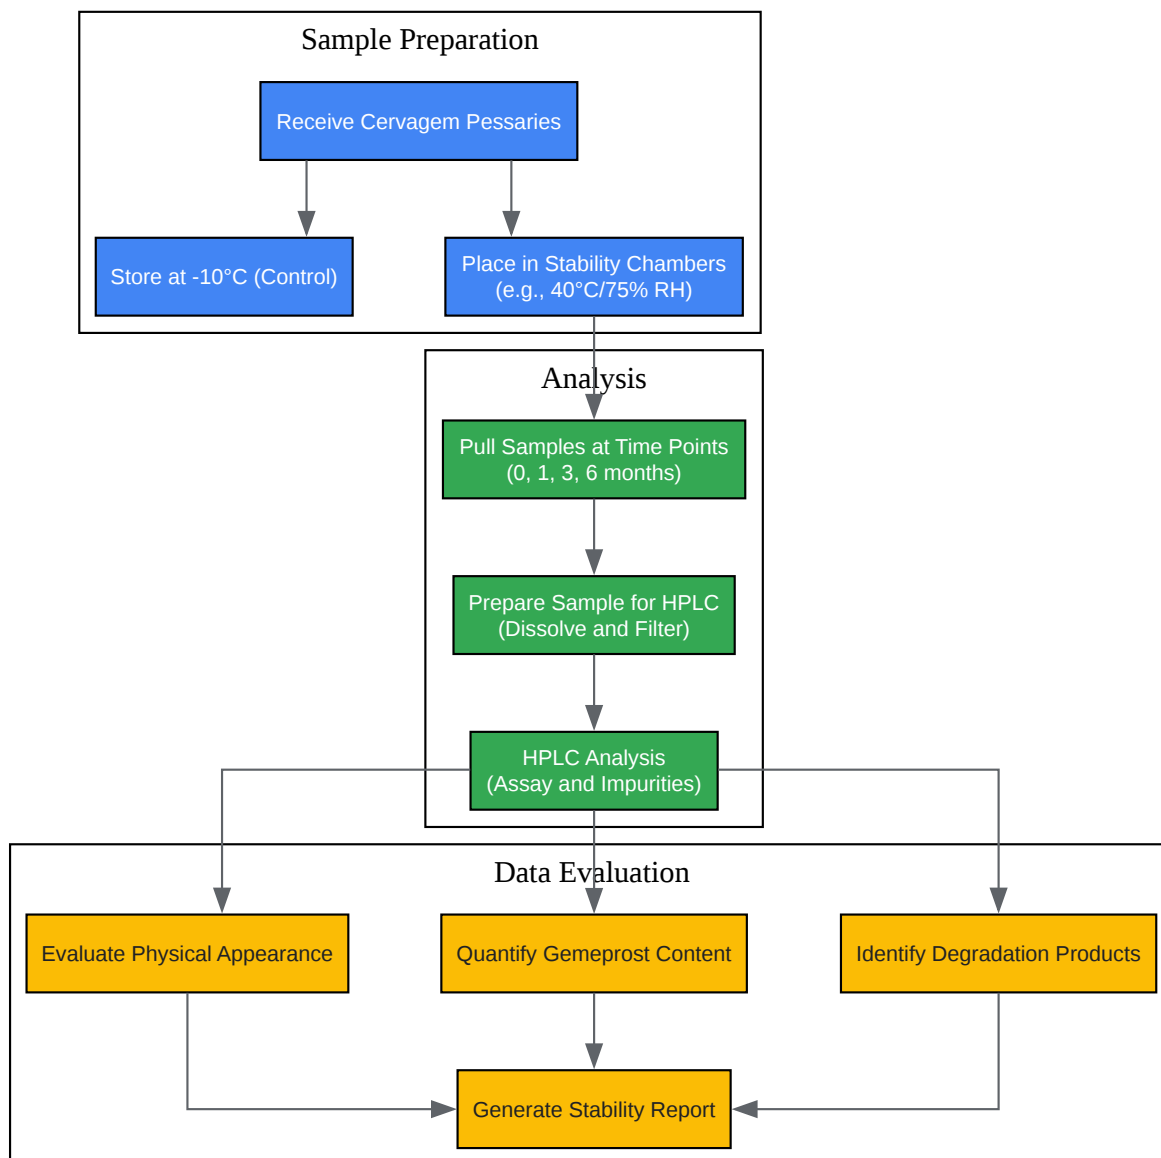 Sample Preparation
Receive Cervagem Pessaries
Store at -10°C (Control)
Place in Stability Chambers
(e.g., 40°C/75% RH)
Analysis
Pull Samples at Time Points
(0, 1, 3, 6 months)
Prepare Sample for HPLC
(Dissolve and Filter)
HPLC Analysis
(Assay and Impurities)
Data Evaluation
Evaluate Physical Appearance
Quantify Gemeprost Content
Identify Degradation Products
Generate Stability Report